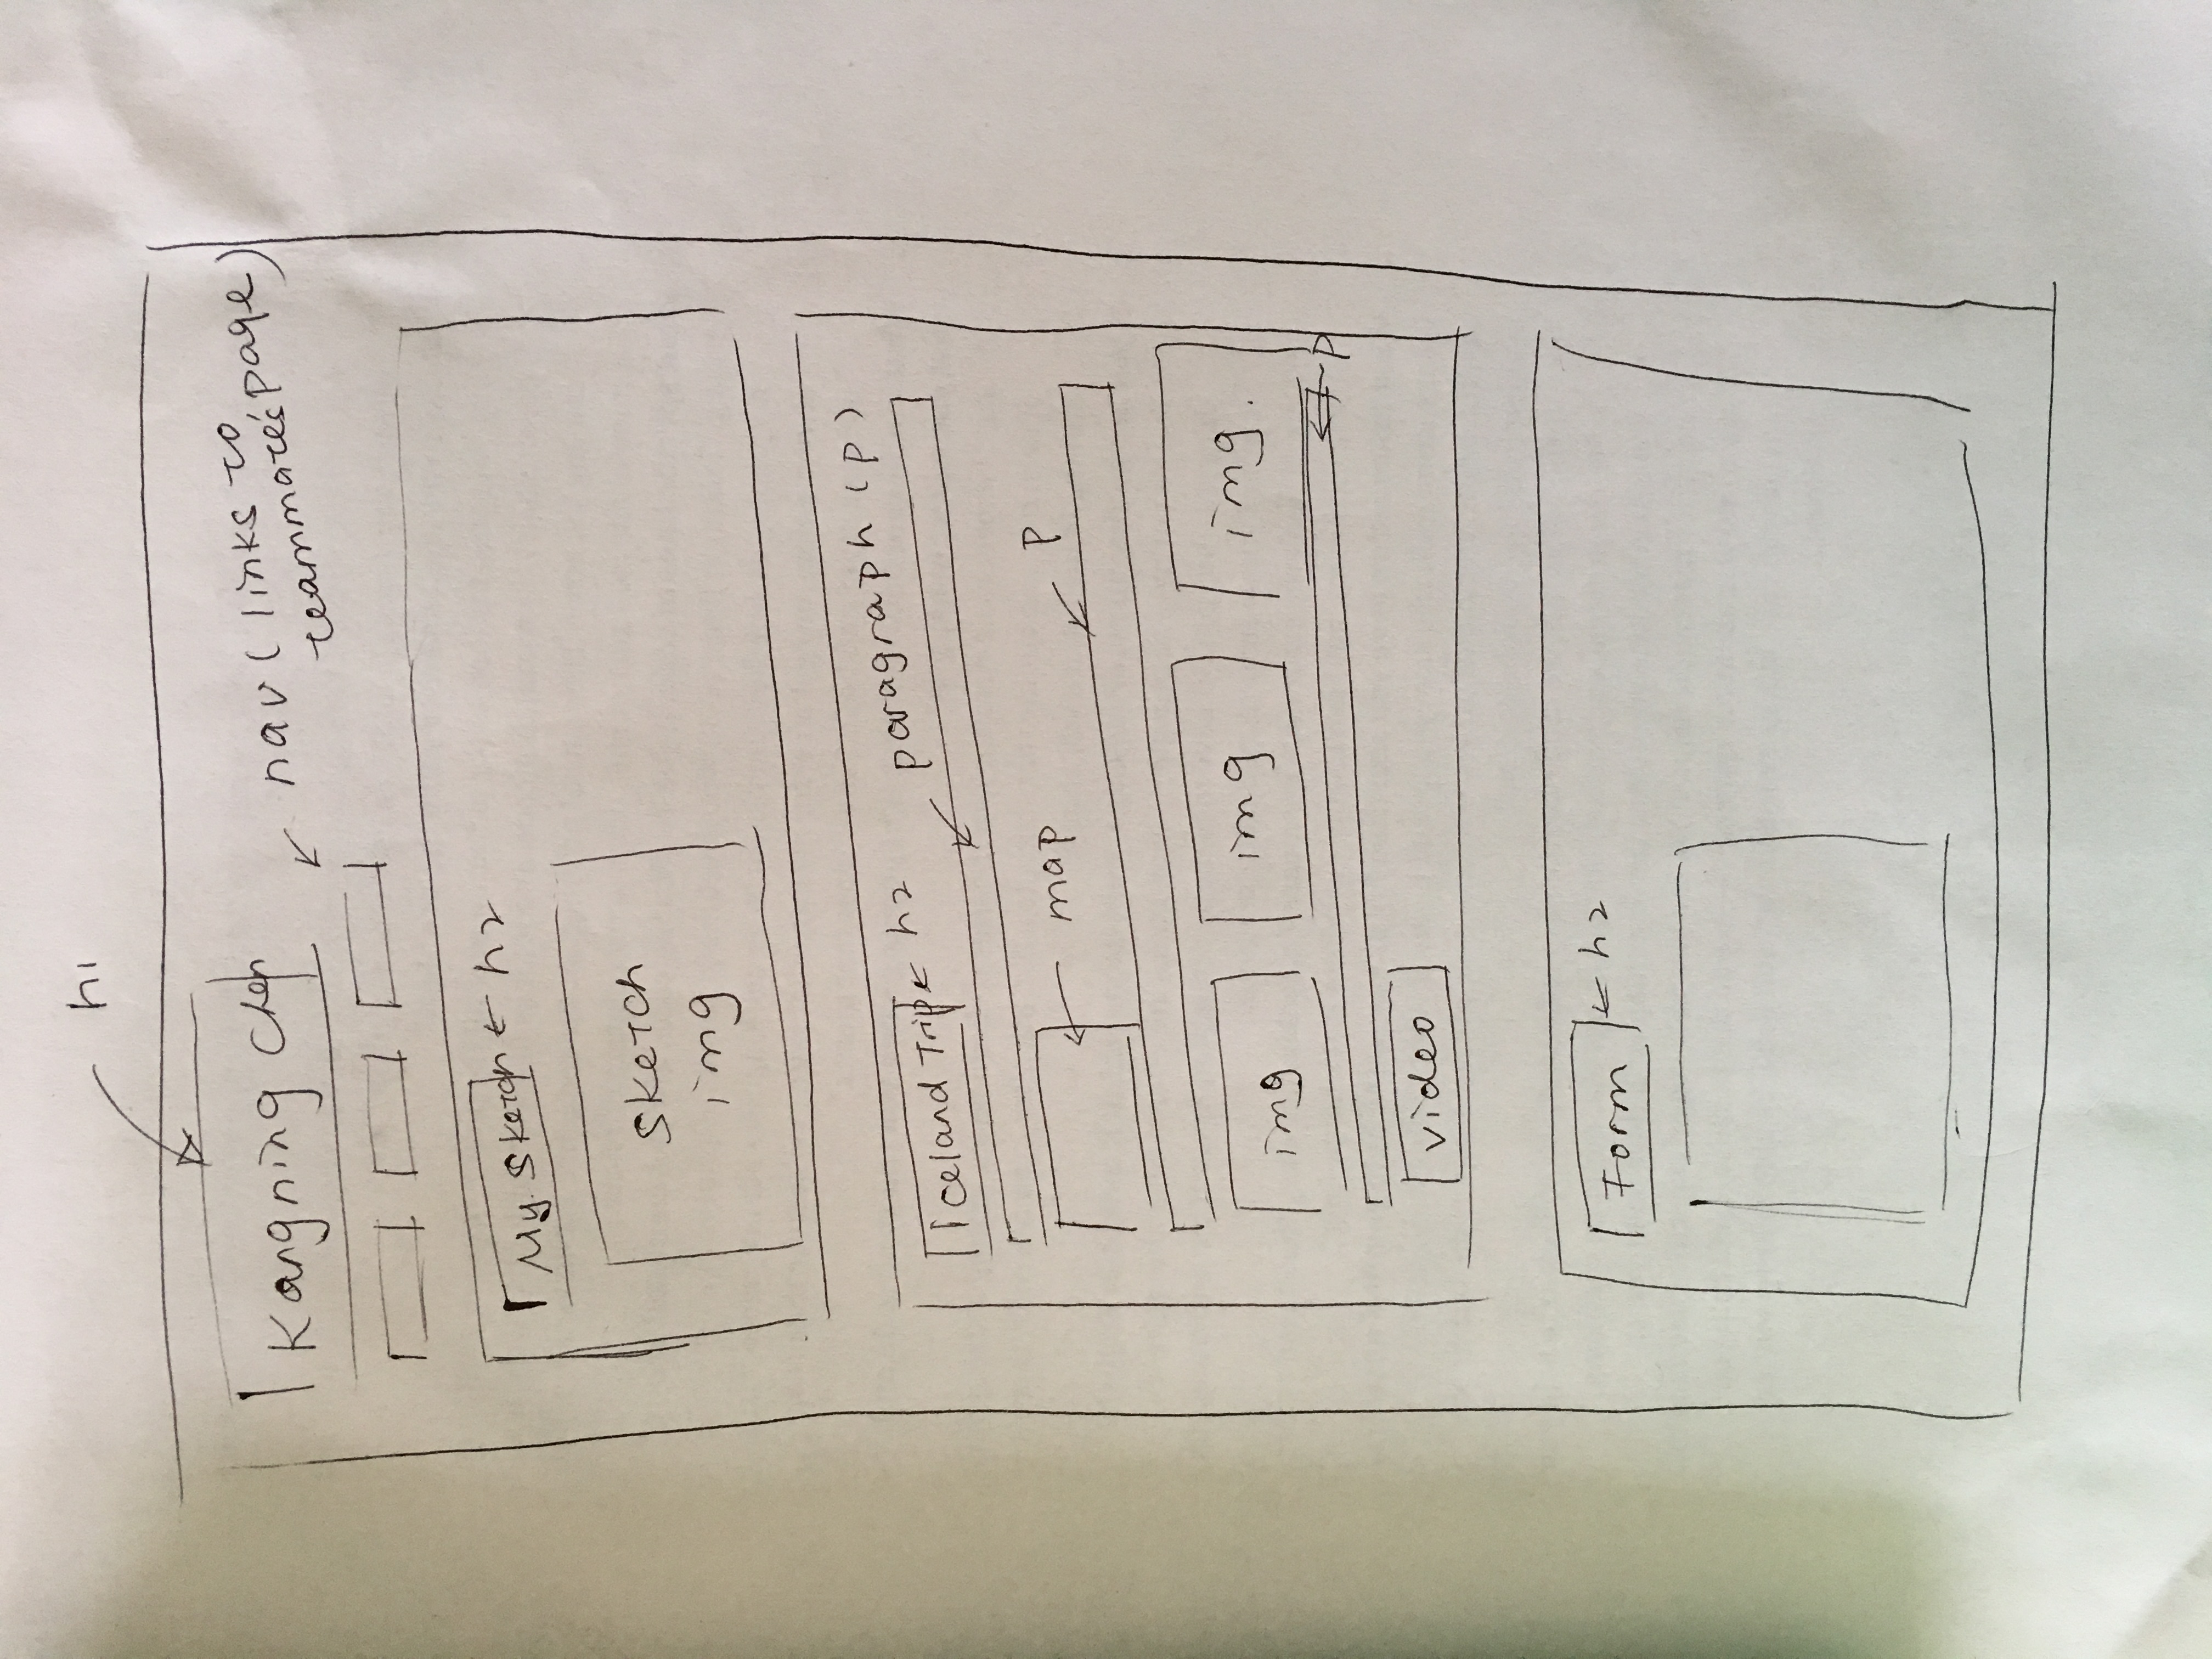 h1
Kangning Chen
nav ( links to
teammate's page)
My Sketch
h2
sketch
img
Iceland Trip
h2
paragraph (p)
map
p
img
img
img.
p
video
Form
h2